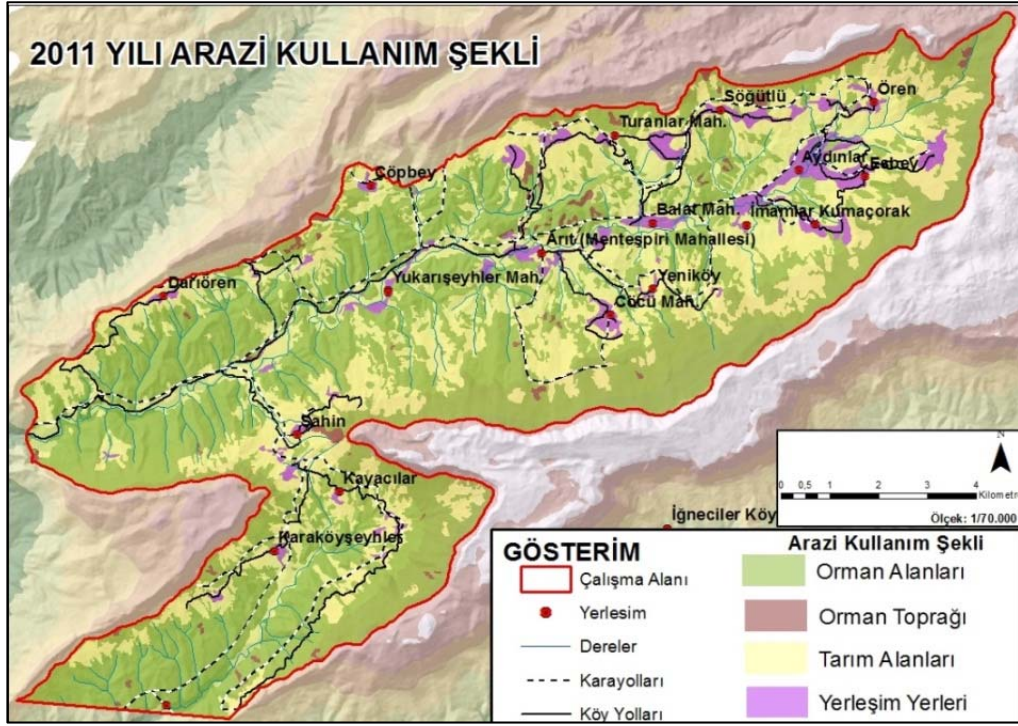 2011 YILI ARAZİ KULLANIM ŞEKLİ
Ören
Söğütlü
Turanlar Mah.
Aydınlar
Esbey
Çöpbey
Balat Mah.
İmamlar Kumaçorak
Arıt (Menteşpiri Mahallesi)
Darıören
Yukarışeyhler Mah.
Yeniköy
Cöcü Mah.
Şahin
Kayacılar
Karaköyşeyhler
İğneciler Köy
N
0 0,5 1 2 3 4
Kilometre
Ölçek: 1/70.000
GÖSTERİM
Çalışma Alanı
Yerlesim
Dereler
Karayolları
Köy Yolları
Arazi Kullanım Şekli
Orman Alanları
Orman Toprağı
Tarım Alanları
Yerleşim Yerleri